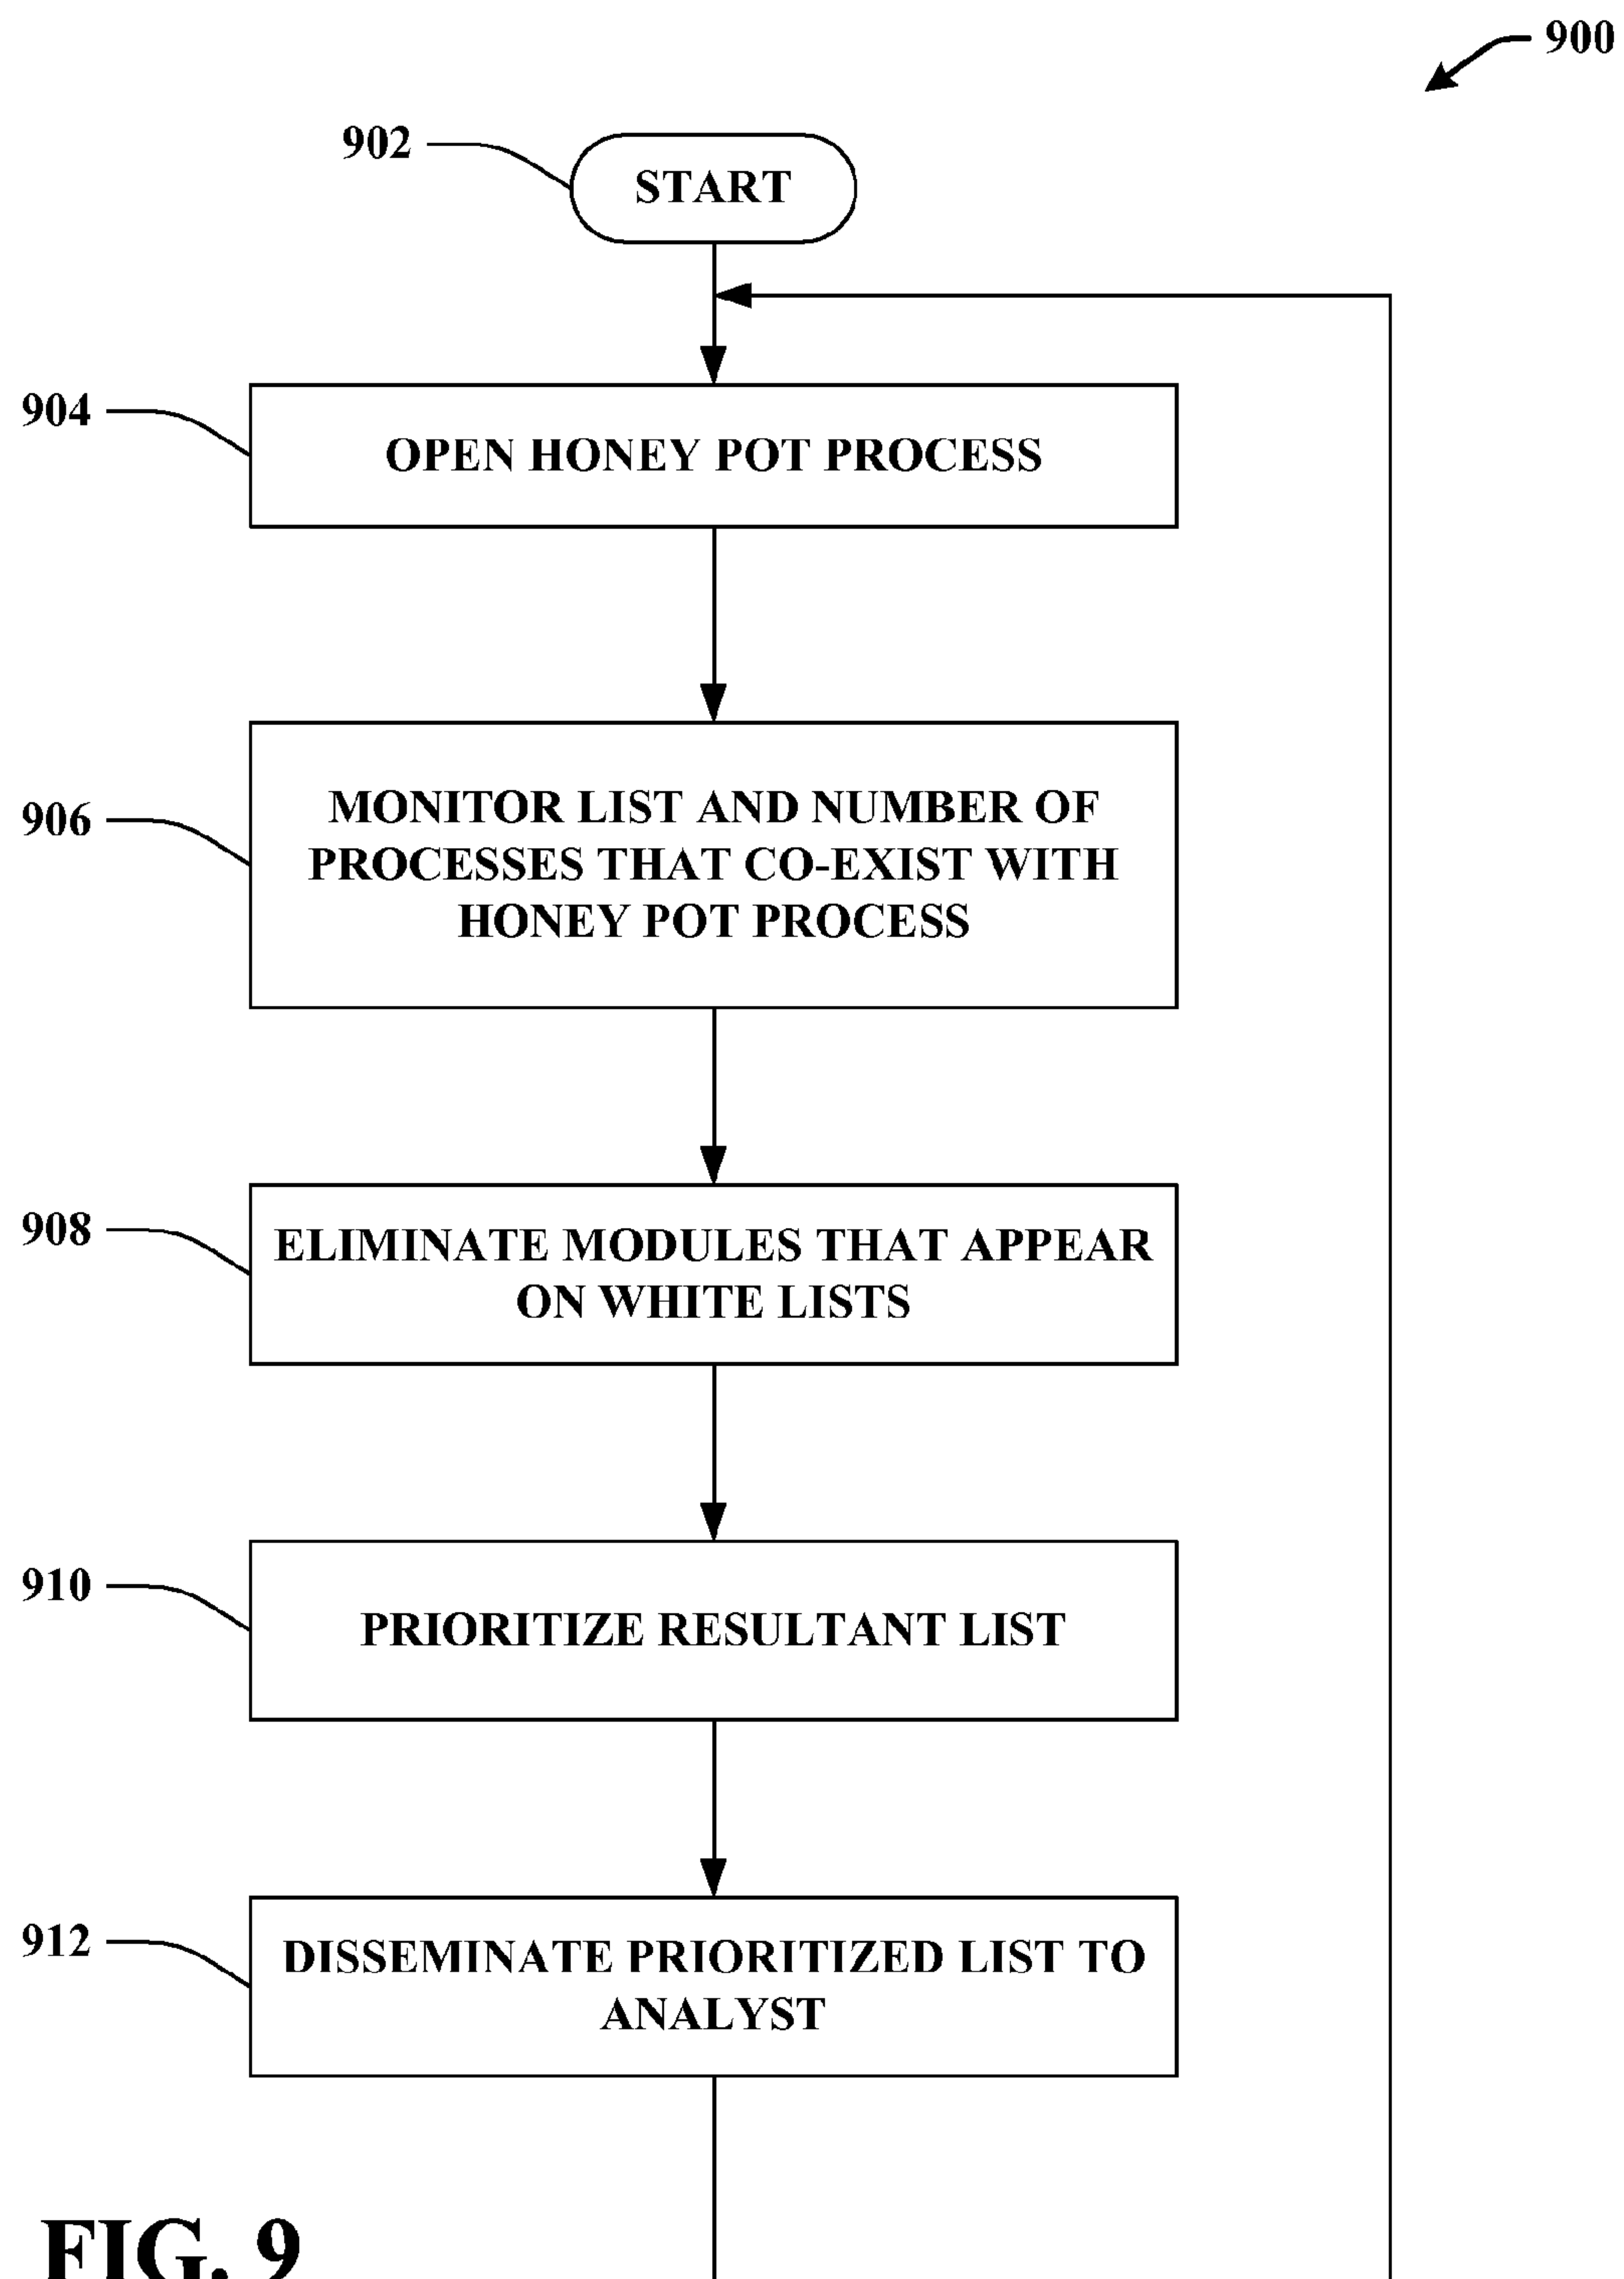 900
902
START
904
OPEN HONEY POT PROCESS
906
MONITOR LIST AND NUMBER OF
PROCESSES THAT CO-EXIST WITH
HONEY POT PROCESS
908
ELIMINATE MODULES THAT APPEAR
ON WHITE LISTS
910
PRIORITIZE RESULTANT LIST
912
DISSEMINATE PRIORITIZED LIST TO
ANALYST
FIG. 9